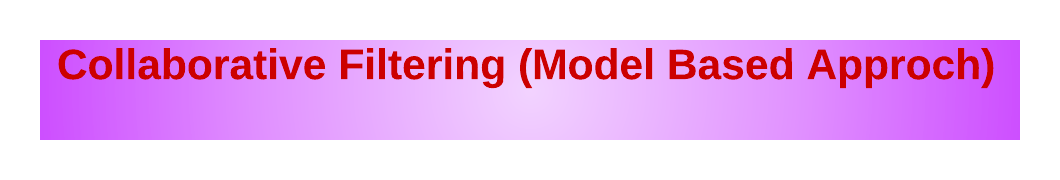 Collaborative Filtering (Model Based Approch)